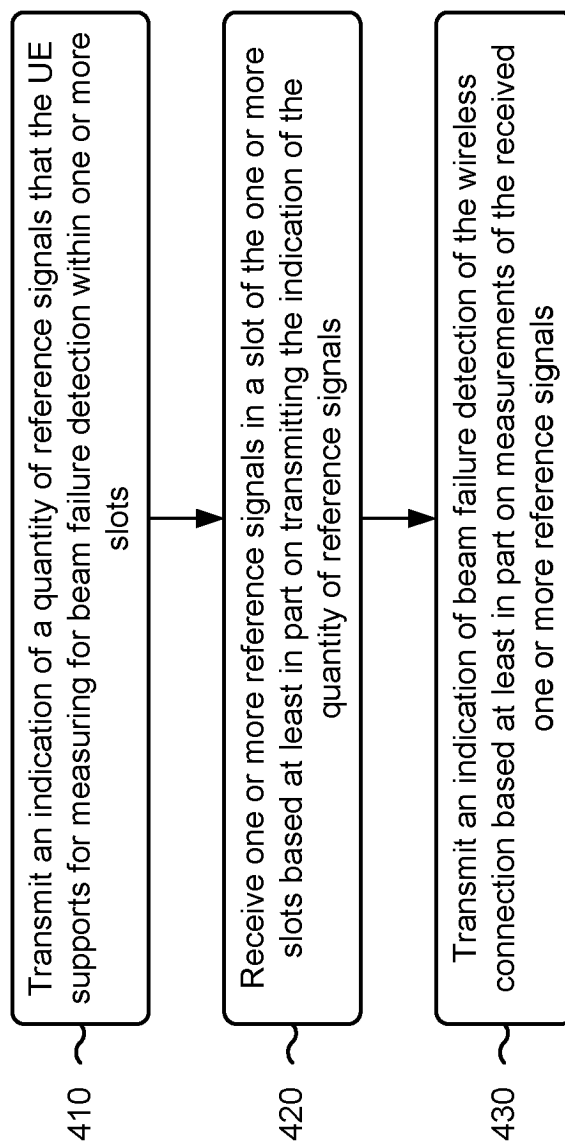 410
Transmit an indication of a quantity of reference signals that the UE
supports for measuring for beam failure detection within one or more
slots
420
Receive one or more reference signals in a slot of the one or more
slots based at least in part on transmitting the indication of the
quantity of reference signals
430
Transmit an indication of beam failure detection of the wireless
connection based at least in part on measurements of the received
one or more reference signals